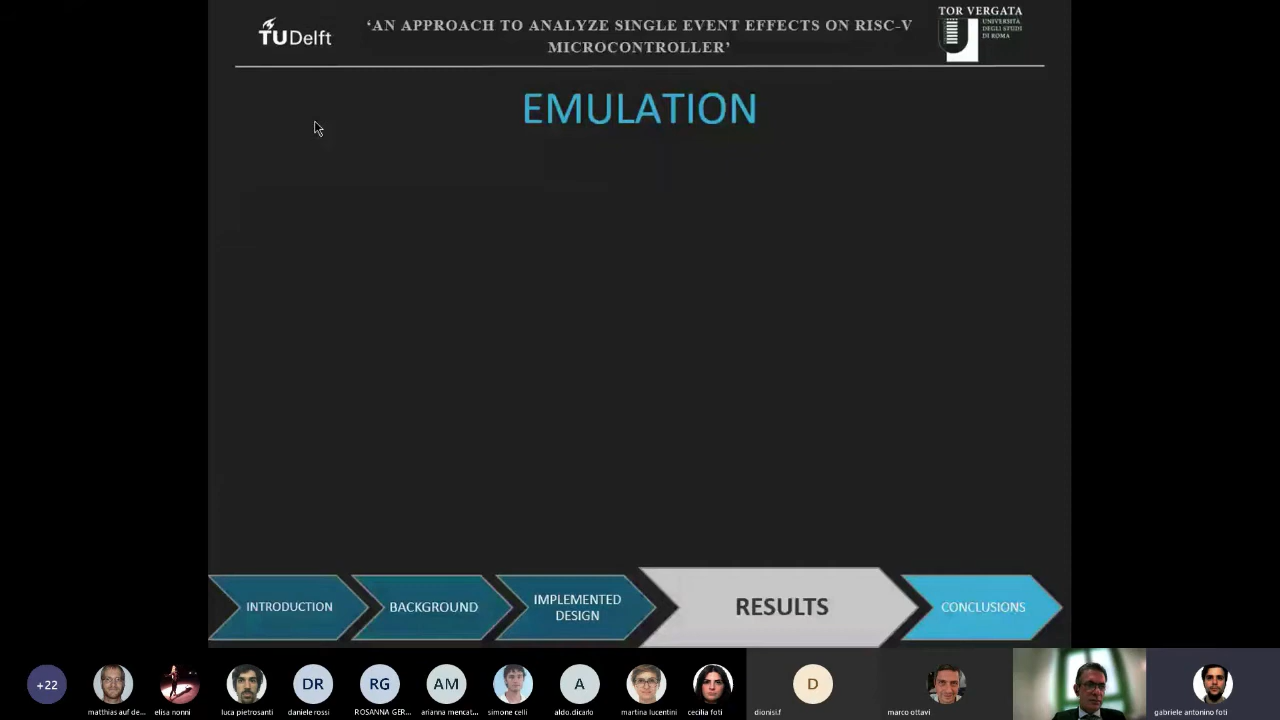 TUDelft
‘AN APPROACH TO ANALYZE SINGLE EVENT EFFECTS ON RISC-V
MICROCONTROLLER’
TOR VERGATA
UNIVERSITÀ
DEGLI STUDI
DI ROMA
EMULATION
INTRODUCTION
BACKGROUND
IMPLEMENTED
DESIGN
RESULTS
CONCLUSIONS
+22
DR
RG
AM
A
D
matthias auf de...
elisa nonni
luca pietrosanti
daniele rossi
ROSANNA GER...
arianna mencat...
simone celli
aldo.dicarlo
martina lucentini
cecilia foti
dionisi.f
marco ottavi
gabriele antonino foti